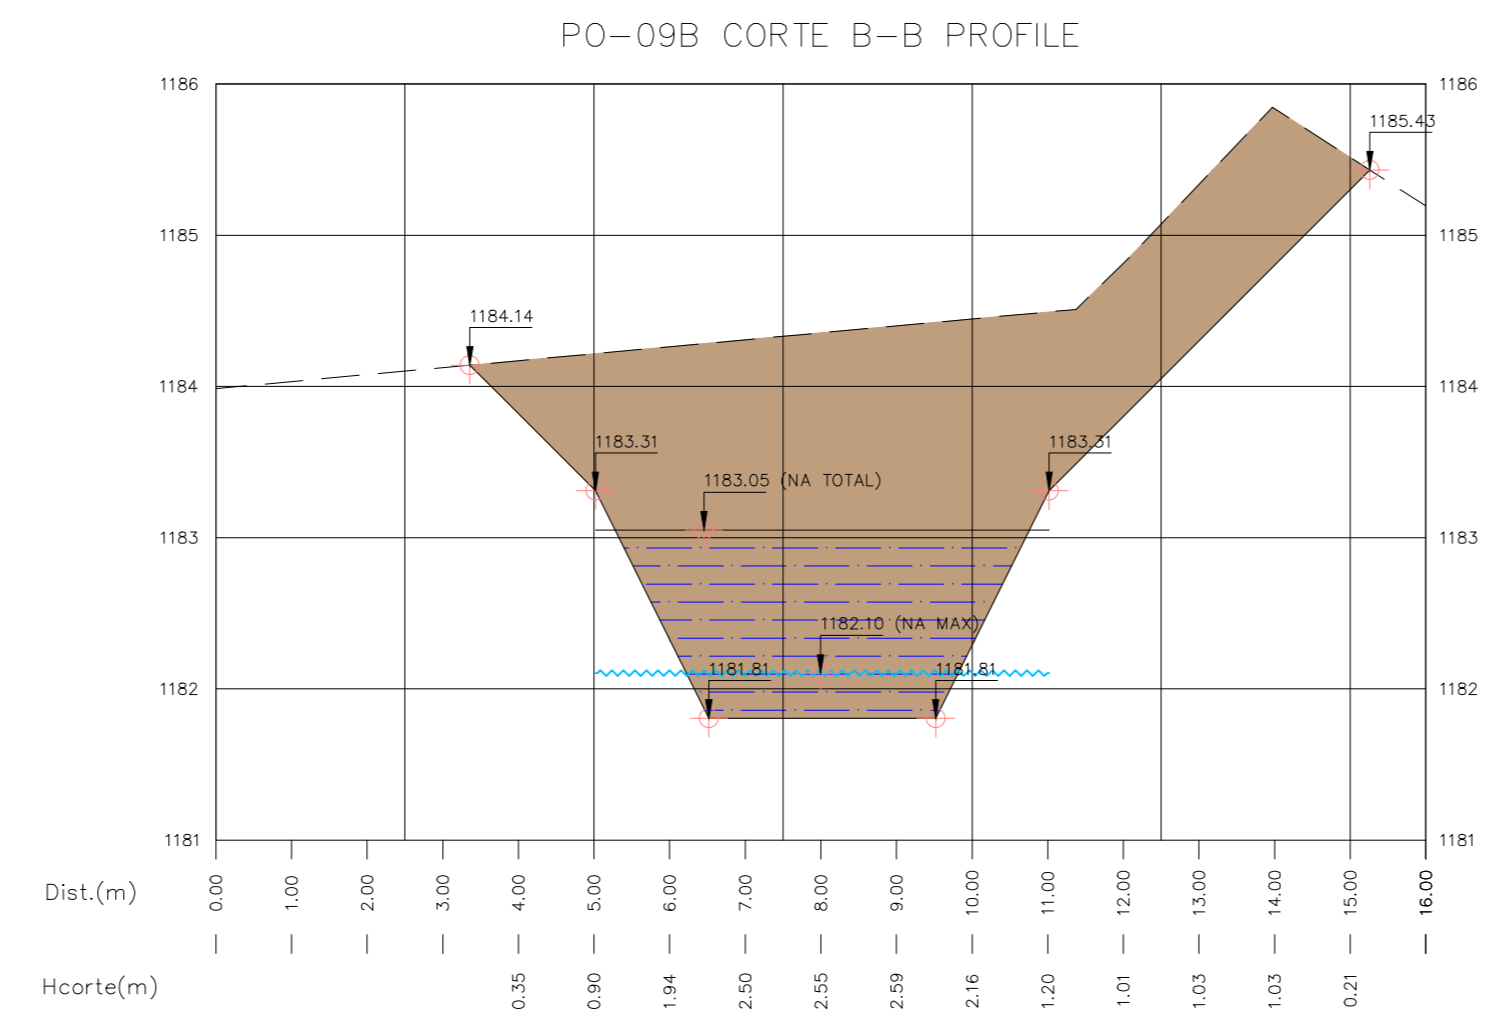 PO-09B CORTE B-B PROFILE
1186 1186
1185.43
1185 1185
1184.14
1184 1184
1183.31 1183.31
1183.05 (NA TOTAL)
1183 1183
1182.10 (NA MAX)
1181.81 1181.81
1182 1182
1181 1181
Dist.(m) 0.00 1.00 2.00 3.00 4.00 5.00 6.00 7.00 8.00 9.00 10.00 11.00 12.00 13.00 14.00 15.00 16.00
Hcorte(m) 0.35 0.90 1.94 2.50 2.55 2.59 2.16 1.20 1.01 1.03 1.03 0.21